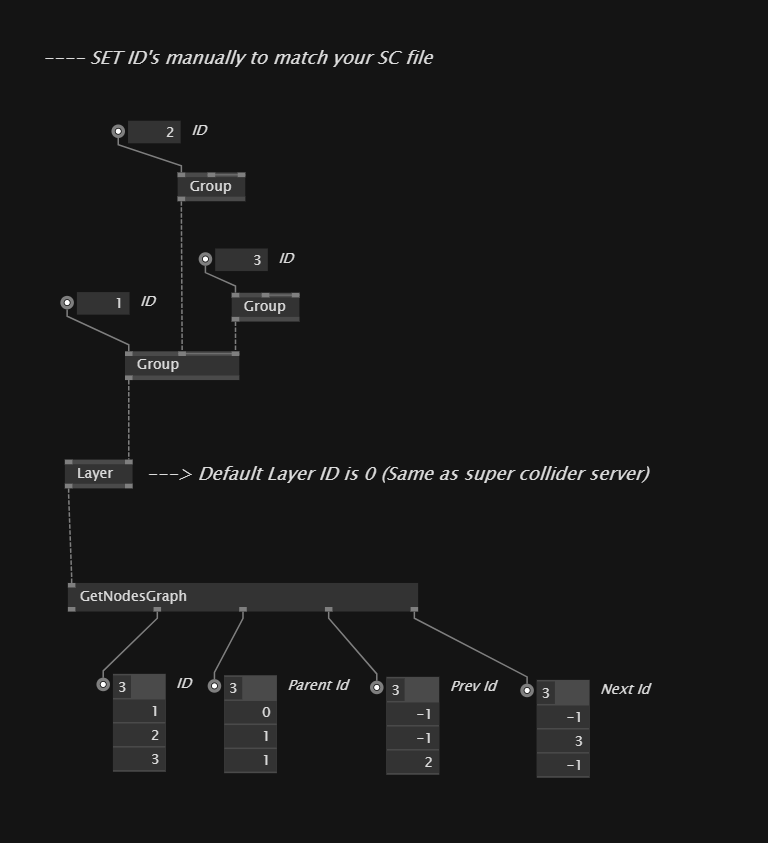 ---- SET ID's manually to match your SC file
2 ID
Group
3 ID
Group
1 ID
Group
Layer ---> Default Layer ID is 0 (Same as super collider server)
GetNodesGraph
3 ID 3 Parent Id 3 Prev Id 3 Next Id
1 0 -1 -1
2 1 -1 3
3 1 2 -1